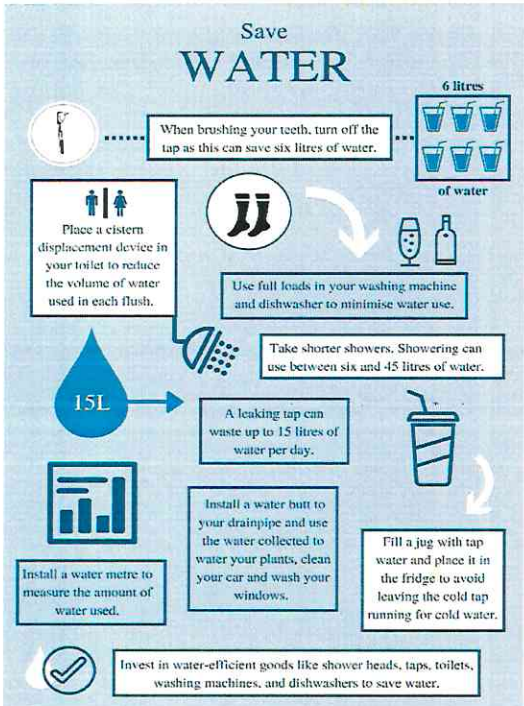 Save
WATER
6 litres
When brushing your teeth, turn off the
tap as this can save six litres of water.
of water
Place a cistern
displacement device in
your toilet to reduce
the volume of water
used in each flush.
Use full loads in your washing machine
and dishwasher to minimise water use.
Take shorter showers. Showering can
use between six and 45 litres of water.
15L
A leaking tap can
waste up to 15 litres of
water per day.
Install a water metre to
measure the amount of
water used.
Install a water butt to
your drainpipe and use
the water collected to
water your plants, clean
your car and wash your
windows.
Fill a jug with tap
water and place it in
the fridge to avoid
leaving the cold tap
running for cold water.
Invest in water-efficient goods like shower heads, taps, toilets,
washing machines, and dishwashers to save water.